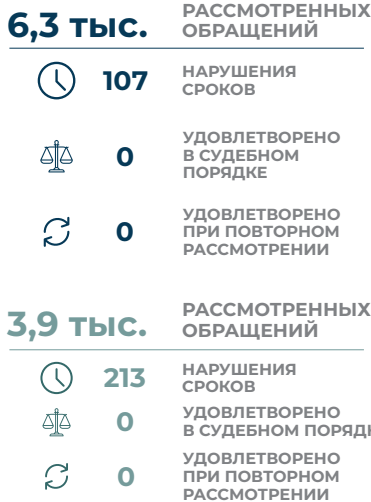 6,3 тыс.
РАССМОТРЕННЫХ
ОБРАЩЕНИЙ
107
НАРУШЕНИЯ
СРОКОВ
0
УДОВЛЕТВОРЕНО
В СУДЕБНОМ
ПОРЯДКЕ
0
УДОВЛЕТВОРЕНО
ПРИ ПОВТОРНОМ
РАССМОТРЕНИИ
3,9 тыс.
РАССМОТРЕННЫХ
ОБРАЩЕНИЙ
213
НАРУШЕНИЯ
СРОКОВ
0
УДОВЛЕТВОРЕНО
В СУДЕБНОМ
0
УДОВЛЕТВОРЕНО
ПРИ ПОВТОРНОМ
РАССМОТРЕНИИ